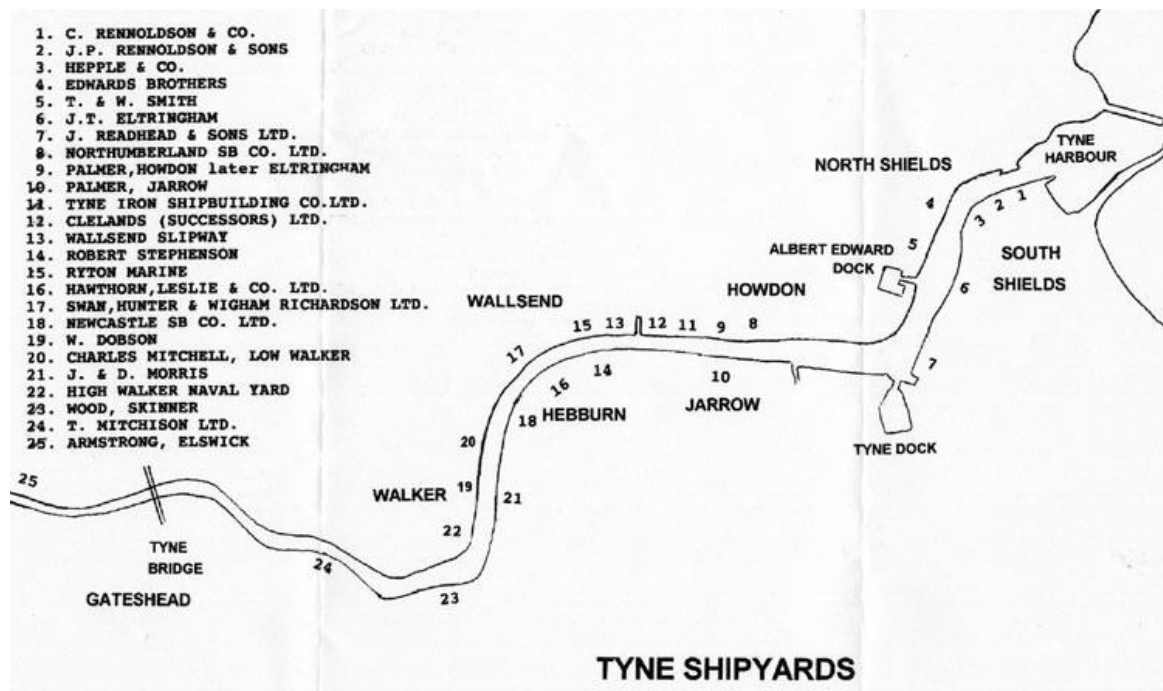 1. C. RENNOLDSON & CO.
2. J.P. RENNOLDSON & SONS
3. HEPPLE & CO.
4. EDWARDS BROTHERS
5. T. & W. SMITH
6. J.T. ELTRINGHAM
7. J. READHEAD & SONS LTD.
8. NORTHUMBERLAND SB CO. LTD.
9. PALMER,HOWDON later ELTRINGHAM
10. PALMER, JARROW
11. TYNE IRON SHIPBUILDING CO.LTD.
12. CLELANDS (SUCCESSORS) LTD.
13. WALLSEND SLIPWAY
14. ROBERT STEPHENSON
15. RYTON MARINE
16. HAWTHORN,LESLIE & CO. LTD.
17. SWAN,HUNTER & WIGHAM RICHARDSON LTD.
18. NEWCASTLE SB CO. LTD.
19. W. DOBSON
20. CHARLES MITCHELL, LOW WALKER
21. J. & D. MORRIS
22. HIGH WALKER NAVAL YARD
23. WOOD, SKINNER
24. T. MITCHISON LTD.
25. ARMSTRONG, ELSWICK
TYNE
HARBOUR
NORTH SHIELDS
4
3
2
1
5
ALBERT EDWARD
DOCK
SOUTH
SHIELDS
6
HOWDON
WALLSEND
15
13
12
11
9
8
17
14
16
10
7
HEBBURN
JARROW
18
20
TYNE DOCK
25
WALKER
19
21
22
TYNE
BRIDGE
24
GATESHEAD
23
TYNE SHIPYARDS